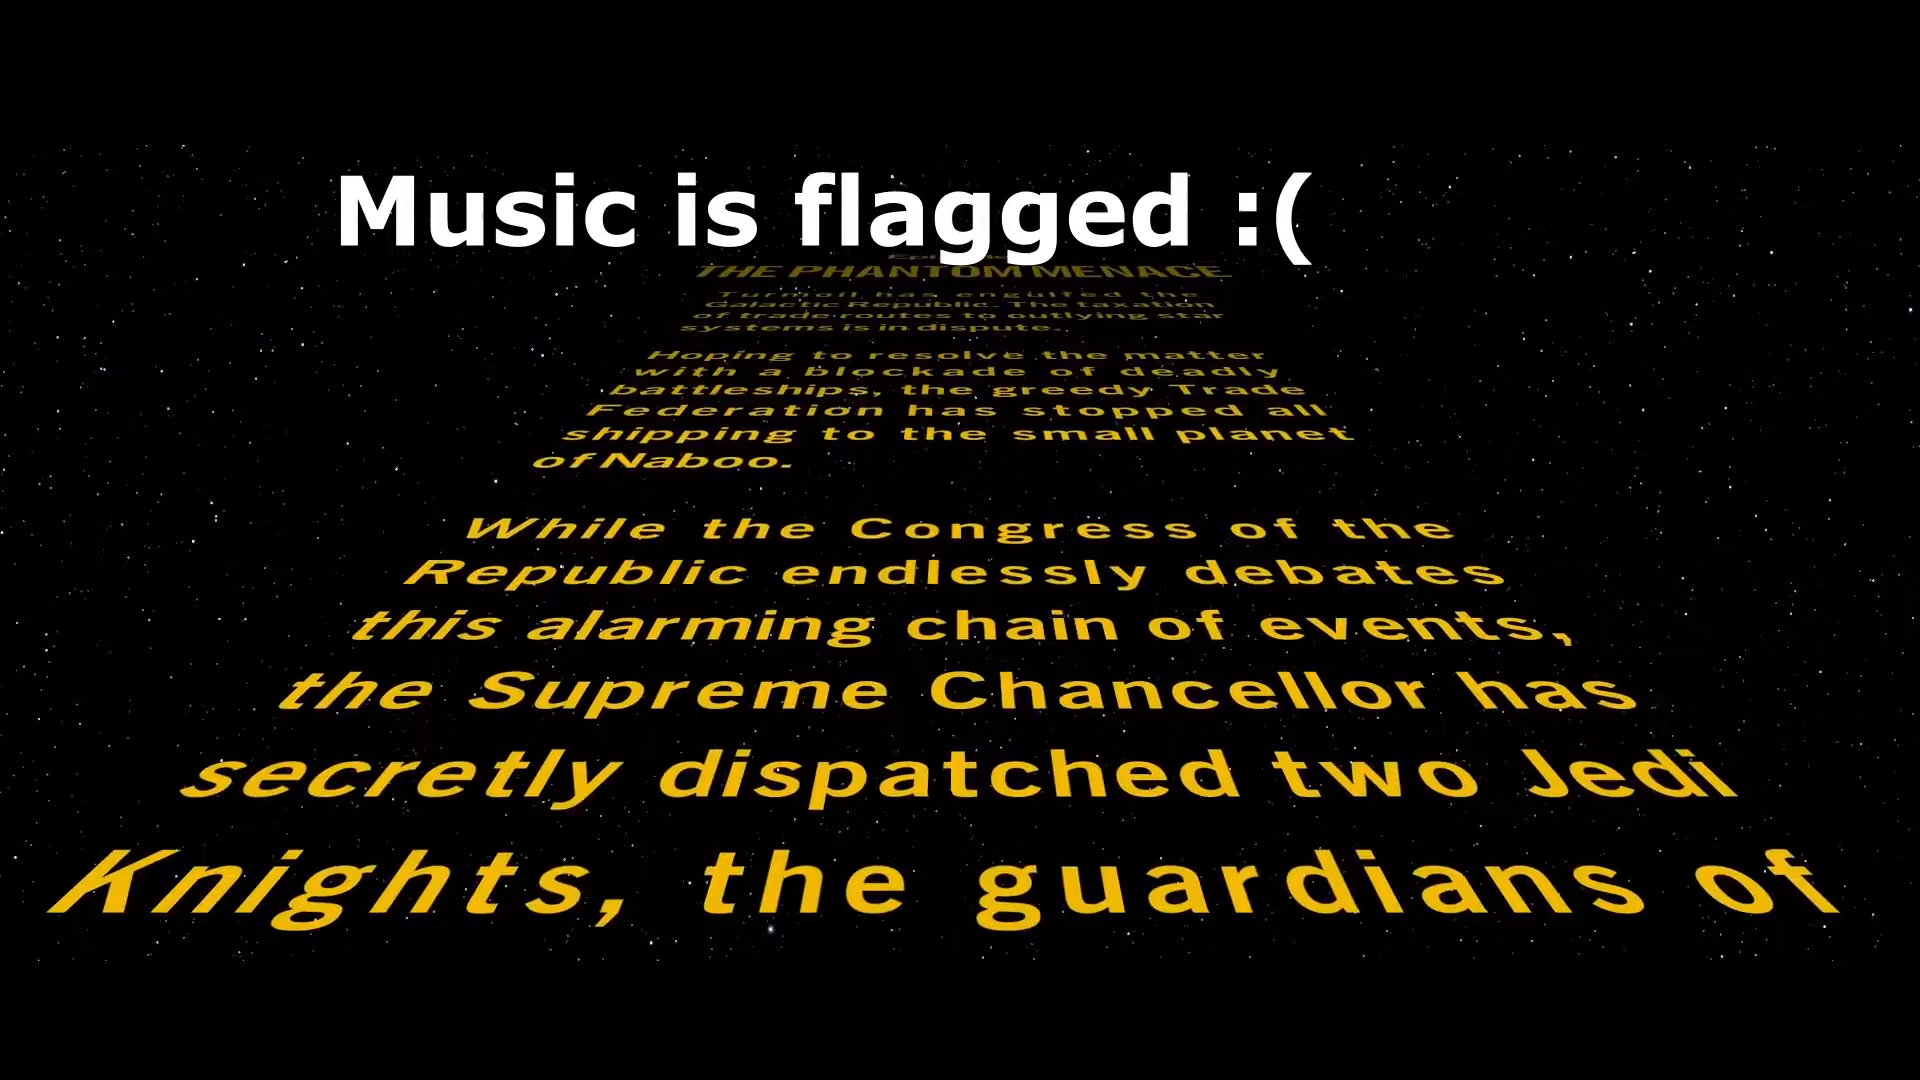 Music is flagged :(
THE PHANTOM MENACE
Turmoil has engulfed the
Galactic Republic. The taxation
of trade routes to outlying star
systems is in dispute.
Hoping to resolve the matter
with a blockade of deadly
battleships, the greedy Trade
Federation has stopped all
shipping to the small planet
of Naboo.
While the Congress of the
Republic endlessly debates
this alarming chain of events,
the Supreme Chancellor has
secretly dispatched two Jedi
Knights, the guardians of